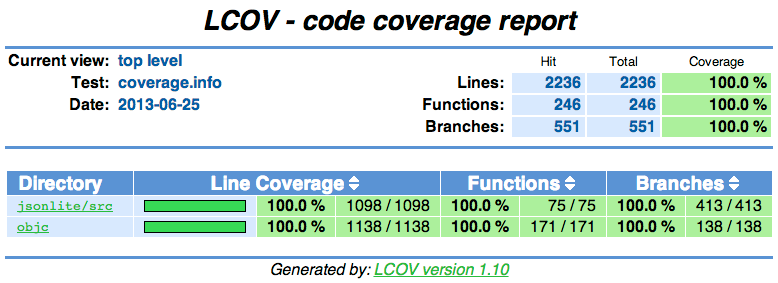 LCOV - code coverage report
Current view: top level Hit Total Coverage
Test: coverage.info Lines: 2236 2236 100.0 %
Date: 2013-06-25 Functions: 246 246 100.0 %
Branches: 551 551 100.0 %
Directory Line Coverage Functions Branches
jsonlite/src 100.0 % 1098 / 1098 100.0 % 75 / 75 100.0 % 413 / 413
objc 100.0 % 1138 / 1138 100.0 % 171 / 171 100.0 % 138 / 138
Generated by: LCOV version 1.10